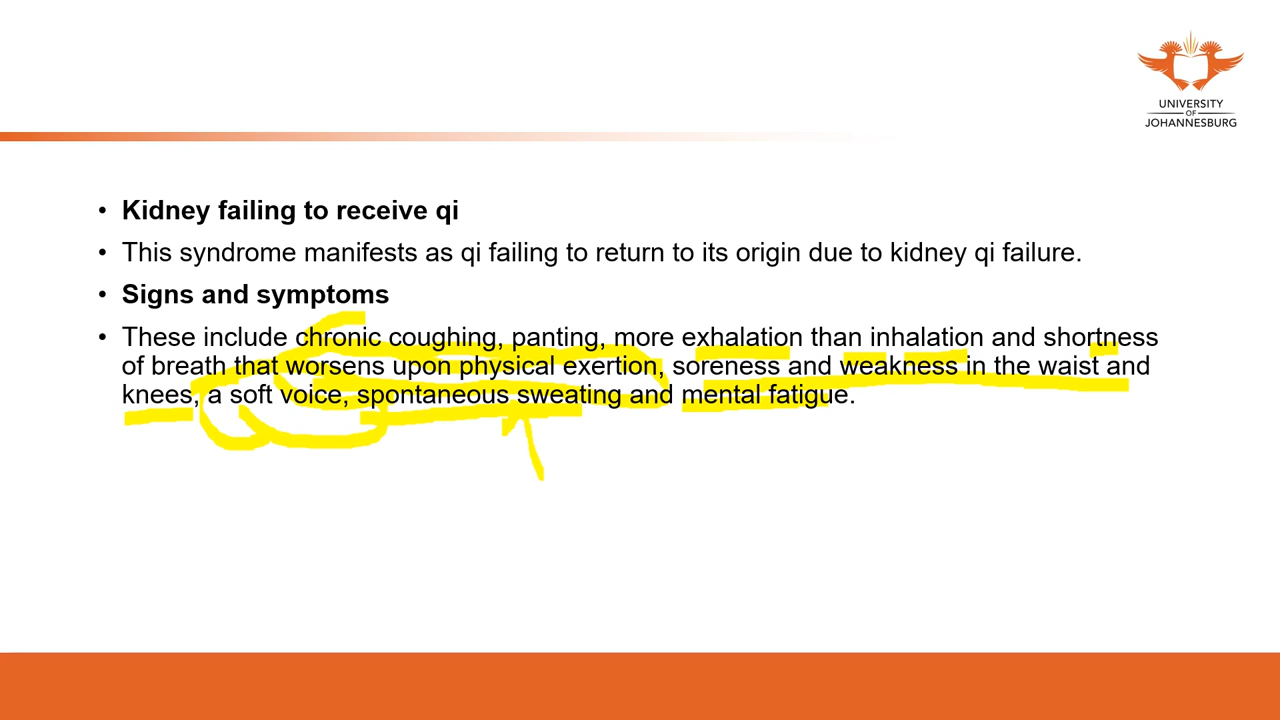 UNIVERSITY
OF
JOHANNESBURG
• Kidney failing to receive qi
• This syndrome manifests as qi failing to return to its origin due to kidney qi failure.
• Signs and symptoms
• These include chronic coughing, panting, more exhalation than inhalation and shortness
of breath that worsens upon physical exertion, soreness and weakness in the waist and
knees, a soft voice, spontaneous sweating and mental fatigue.